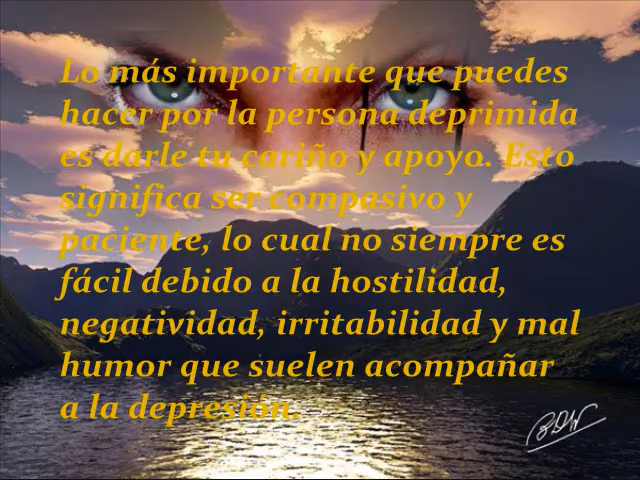 Lo más importante que puedes
hacer por la persona deprimida
es darle tu cariño y apoyo. Esto
significa ser compasivo y
paciente, lo cual no siempre es
fácil debido a la hostilidad,
negatividad, irritabilidad y mal
humor que suelen acompañar
a la depresión.